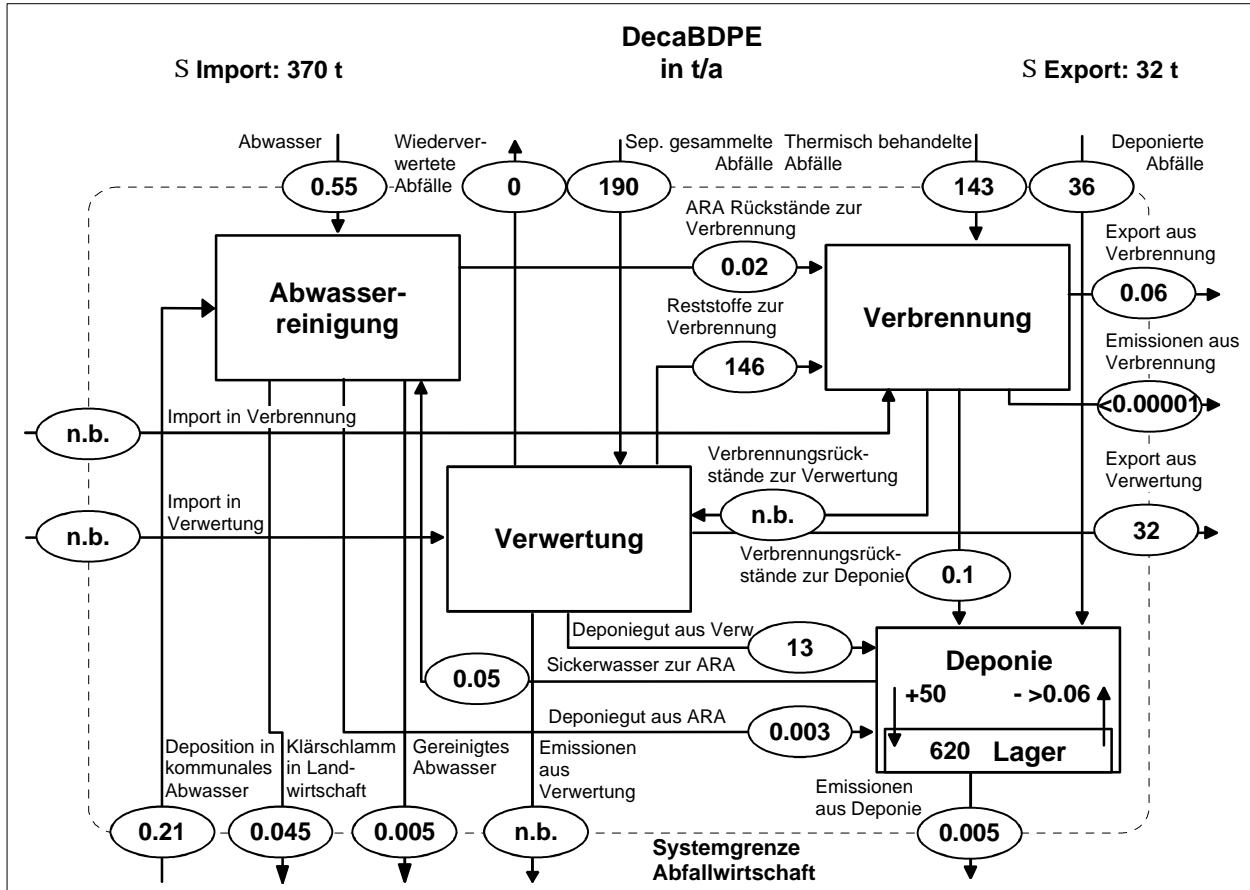 DecaBDPE
in t/a
S Import: 370 t
S Export: 32 t
Abwasser
0.55
Wiederver-
wertete
Abfälle
0
Sep. gesammelte
Abfälle
190
Thermisch behandelte
Abfälle
143
36
Deponierte
Abfälle
ARA Rückstände zur
Verbrennung
0.02
Export aus
Verbrennung
0.06
Abwasser-
reinigung
Verbrennung
Reststoffe zur
Verbrennung
146
Emissionen aus
Verbrennung
<0.00001
n.b.
Import in Verbrennung
Verbrennungsrück-
stände zur Verwertung
n.b.
Export aus
Verwertung
32
n.b.
Import in
Verwertung
Verwertung
Verbrennungsrück-
stände zur Deponie
0.1
Deponiegut aus Verw.
13
Sickerwasser zur ARA
0.05
Deponie
+50
- >0.06
620
Lager
Deponiegut aus ARA
0.003
Deposition in
kommunales
Abwasser
0.21
Klärschlamm
in Land-
wirtschaft
0.045
Gereinigtes
Abwasser
0.005
Emissionen
aus
Verwertung
n.b.
Emissionen
aus Deponie
0.005
Systemgrenze
Abfallwirtschaft